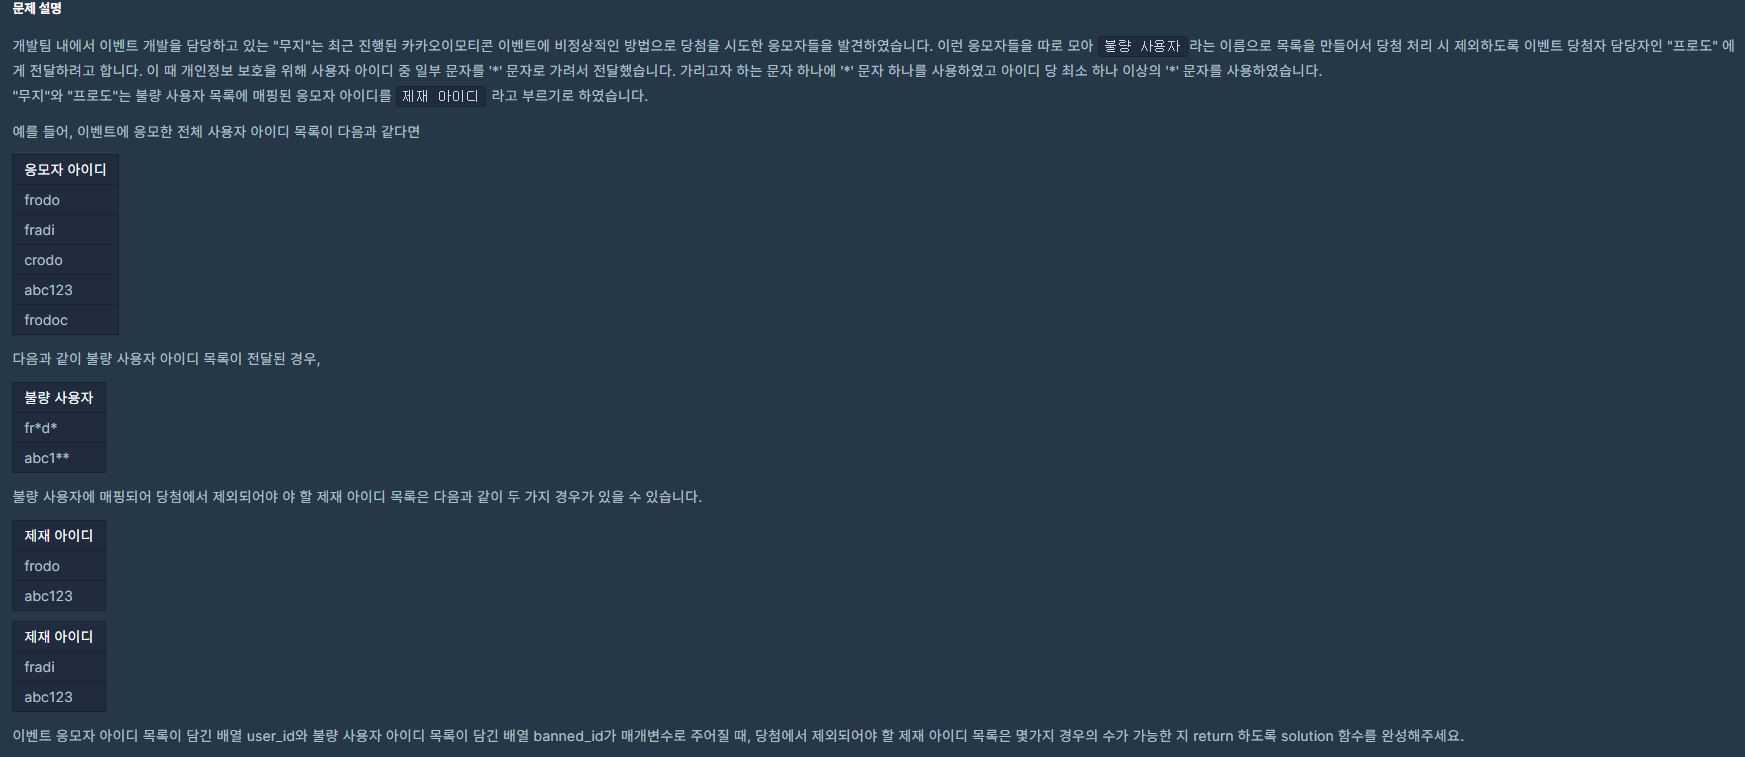 문제 설명
개발팀 내에서 이벤트 개발을 담당하고 있는 "무지"는 최근 진행된 카카오이모티콘 이벤트에 비정상적인 방법으로 당첨을 시도한 응모자들을 발견하였습니다. 이런 응모자들을 따로 모아 불량 사용자라는 이름으로 목록을 만들어서 당첨 처리 시 제외하도록 이벤트 당첨자 담당자인 "프로도" 에
게 전달하려고 합니다. 이 때 개인정보 보호을 위해 사용자 아이디 중 일부 문자를 '*' 문자로 가려서 전달했습니다. 가리고자 하는 문자 하나에 '*' 문자 하나를 사용하였고 아이디 당 최소 하나 이상의 '*' 문자를 사용하였습니다.
"무지"와 "프로도"는 불량 사용자 목록에 매핑된 응모자 아이디를 제재 아이디 라고 부르기로 하였습니다.
예를 들어, 이벤트에 응모한 전체 사용자 아이디 목록이 다음과 같다면
응모자 아이디
frodo
fradi
crodo
abc123
frodoc
다음과 같이 불량 사용자 아이디 목록이 전달된 경우,
불량 사용자
fr*d*
abc1**
불량 사용자에 매핑되어 당첨에서 제외되어야 야 할 제재 아이디 목록은 다음과 같이 두 가지 경우가 있을 수 있습니다.
제재 아이디
frodo
abc123
제재 아이디
fradi
abc123
이벤트 응모자 아이디 목록이 담긴 배열 user_id와 불량 사용자 아이디 목록이 담긴 배열 banned_id가 매개변수로 주어질 때, 당첨에서 제외되어야 할 제재 아이디 목록은 몇가지 경우의 수가 가능한 지 return 하도록 solution 함수를 완성해주세요.